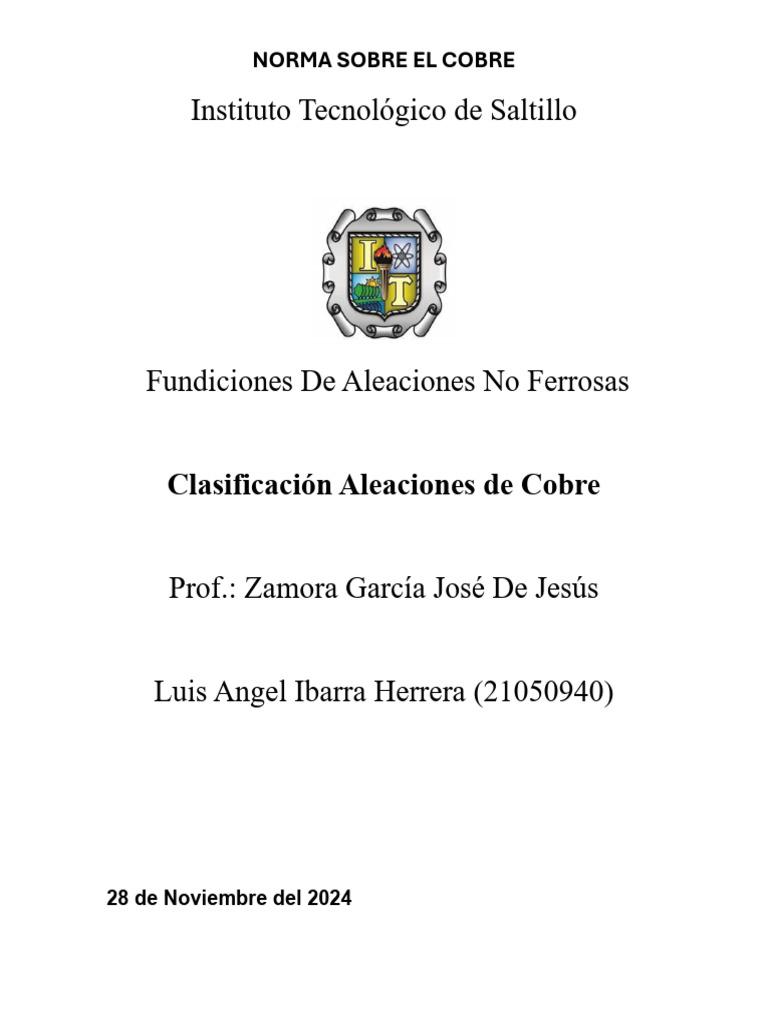 NORMA SOBRE EL COBRE
Instituto Tecnológico de Saltillo
I
T
Fundiciones De Aleaciones No Ferrosas
Clasificación Aleaciones de Cobre
Prof.: Zamora García José De Jesús
Luis Angel Ibarra Herrera (21050940)
28 de Noviembre del 2024